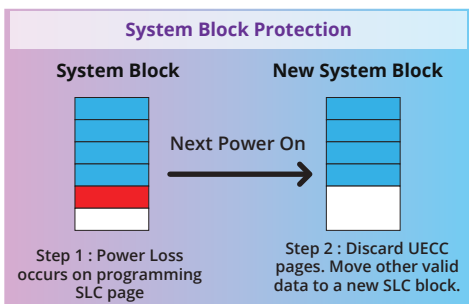 System Block Protection
System Block
New System Block
Next Power On
Step 1 : Power Loss
occurs on programming
SLC page
Step 2 : Discard UECC
pages. Move other valid
data to a new SLC block.